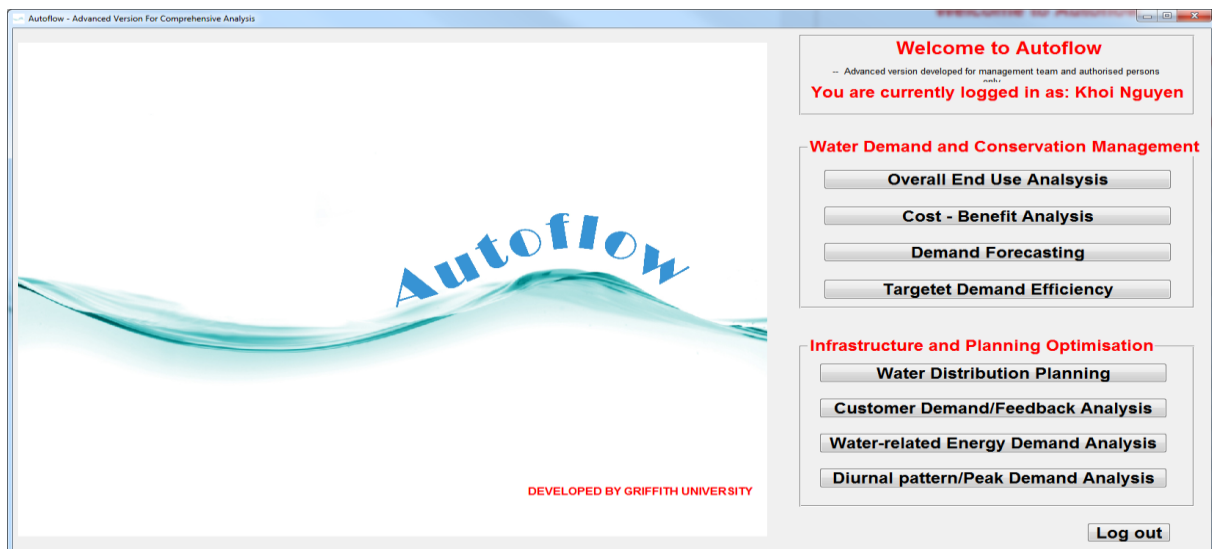 Autoflow - Advanced Version For Comprehensive Analysis
Welcome to Autoflow
-- Advanced version developed for management team and authorised persons
only
You are currently logged in as: Khoi Nguyen
Water Demand and Conservation Management
Overall End Use Analsysis
Cost - Benefit Analysis
Demand Forecasting
Targetet Demand Efficiency
Infrastructure and Planning Optimisation
Water Distribution Planning
Customer Demand/Feedback Analysis
Water-related Energy Demand Analysis
Diurnal pattern/Peak Demand Analysis
Log out
Autoflow
DEVELOPED BY GRIFFITH UNIVERSITY